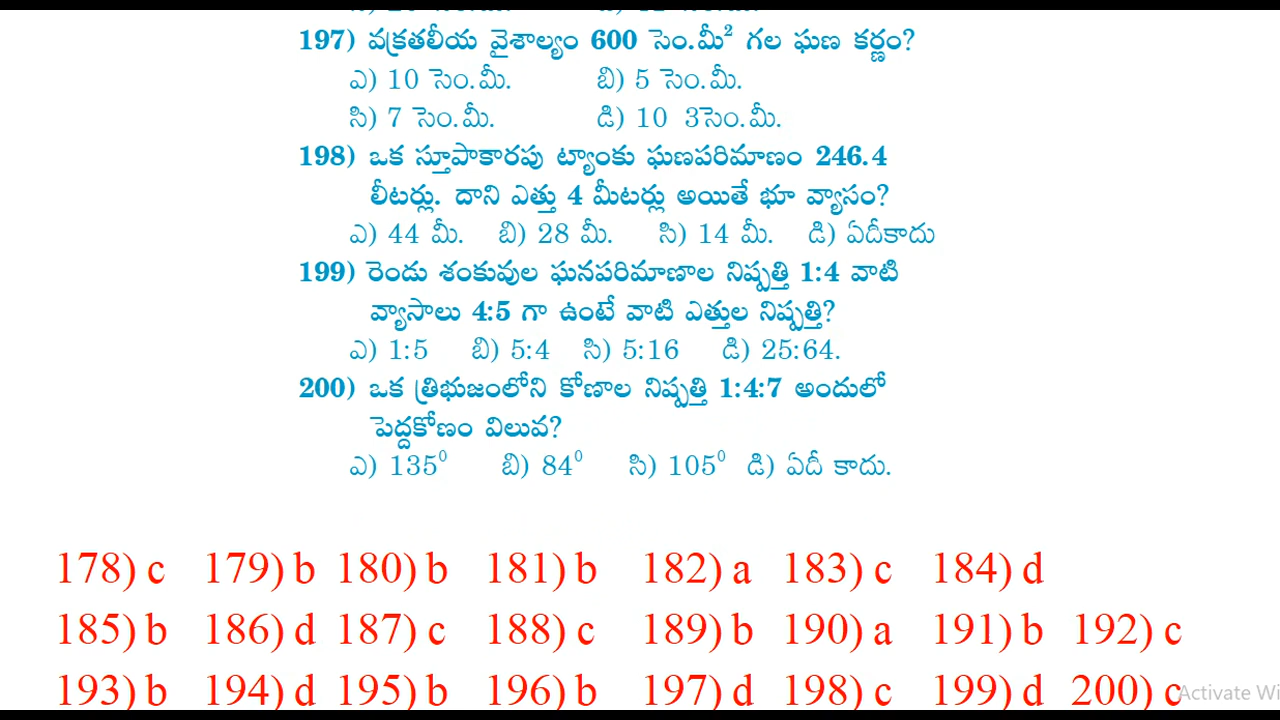 197) వక్రతలీయ వైశాల్యం 600 సెం.మీ² గల ఘణ కర్ణం?
ఎ) 10 సెం.మీ. బి) 5 సెం.మీ.
సి) 7 సెం.మీ. డి) 10 3సెం.మీ.
198) ఒక స్తూపాకారపు ట్యాంకు ఘణపరిమాణం 246.4
లీటర్లు. దాని ఎత్తు 4 మీటర్లు అయితే భూ వ్యాసం?
ఎ) 44 మీ. బి) 28 మీ. సి) 14 మీ. డి) ఏదీకాదు
199) రెండు శంకువుల ఘనపరిమాణాల నిష్పత్తి 1:4 వాటి
వ్యాసాలు 4:5 గా ఉంటే వాటి ఎత్తుల నిష్పత్తి?
ఎ) 1:5 బి) 5:4 సి) 5:16 డి) 25:64.
200) ఒక త్రిభుజంలోని కోణాల నిష్పత్తి 1:4:7 అందులో
పెద్దకోణం విలువ?
ఎ) 135⁰ బి) 84⁰ సి) 105⁰ డి) ఏదీ కాదు.
178) c 179) b 180) b 181) b 182) a 183) c 184) d
185) b 186) d 187) c 188) c 189) b 190) a 191) b 192) c
193) b 194) d 195) b 196) b 197) d 198) c 199) d 200) c
Activate Wi